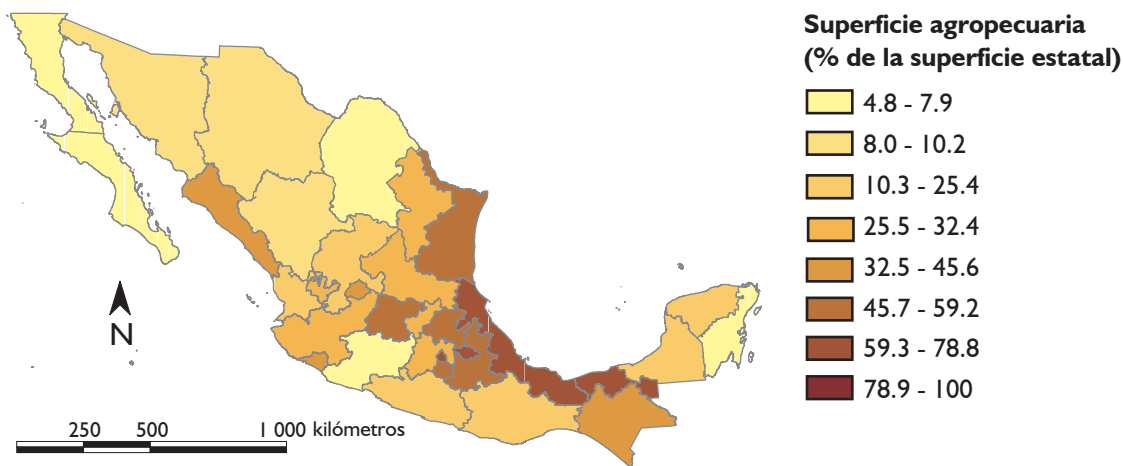 Superficie agropecuaria
(% de la superficie estatal)
4.8 - 7.9
8.0 - 10.2
10.3 - 25.4
25.5 - 32.4
32.5 - 45.6
45.7 - 59.2
59.3 - 78.8
78.9 - 100
N
250 500 1 000 kilómetros